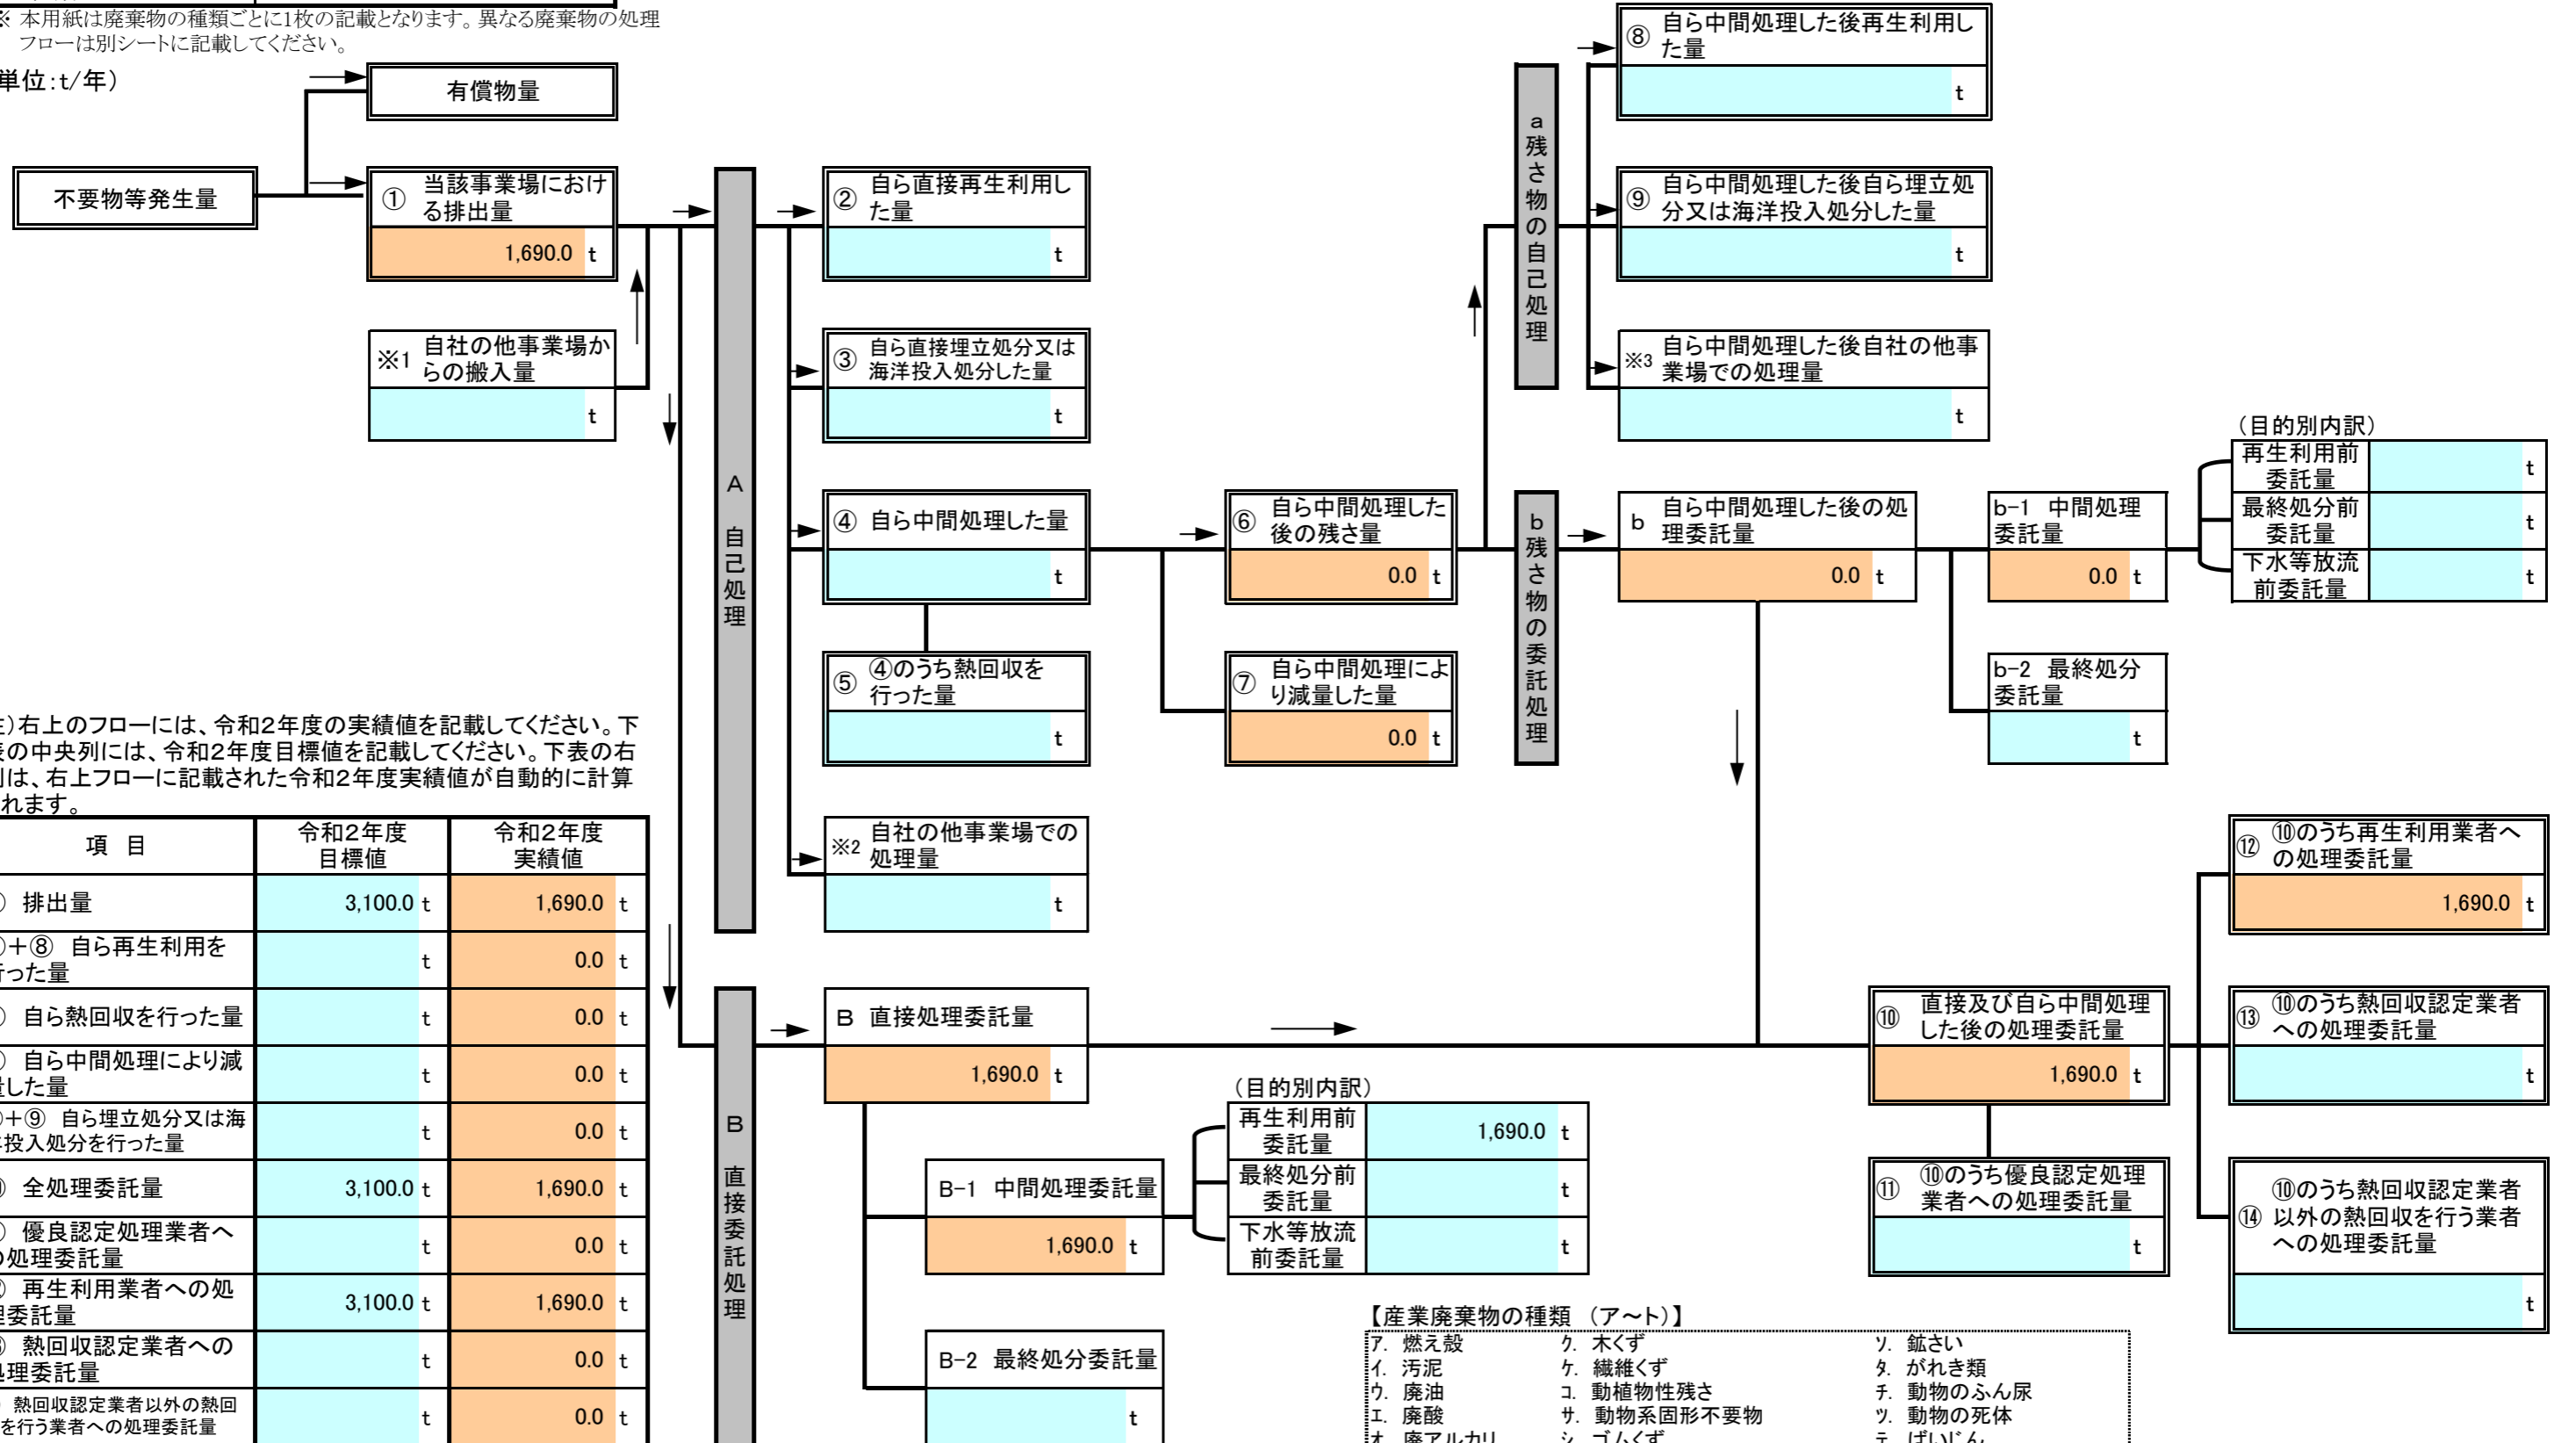 ※ 本用紙は廃棄物の種類ごとに1枚の記載となります。異なる廃棄物の処理
フローは別シートに記載してください。
単位:t/年)
有償物量
不要物等発生量
① 当該事業場におけ
る排出量
1,690.0 t
※1 自社の他事業場か
らの搬入量
t
A 自己処理
② 自ら直接再生利用し
た量
t
③ 自ら直接埋立処分又は
海洋投入処分した量
t
④ 自ら中間処理した量
t
⑤ ④のうち熱回収を
行った量
t
※2 自社の他事業場での
処理量
t
⑥ 自ら中間処理した
後の残さ量
0.0 t
⑦ 自ら中間処理によ
り減量した量
0.0 t
a残さ物の自己処理
⑧ 自ら中間処理した後再生利用し
た量
t
⑨ 自ら中間処理した後自ら埋立処
分又は海洋投入処分した量
t
※3 自ら中間処理した後自社の他事
業場での処理量
t
b残さ物の委託処理
b 自ら中間処理した後の処
理委託量
0.0 t
b-1 中間処理
委託量
0.0 t
b-2 最終処分
委託量
t
(目的別内訳)
再生利用前
委託量
t
最終処分前
委託量
t
下水等放流
前委託量
t
)右上のフローには、令和2年度の実績値を記載してください。下
の中央列には、令和2年度目標値を記載してください。下表の右
は、右上フローに記載された令和2年度実績値が自動的に計算
れます。
項 目 令和2年度
目標値 令和2年度
実績値
排出量 3,100.0 t 1,690.0 t
+⑧ 自ら再生利用を
った量 t 0.0 t
自ら熱回収を行った量 t 0.0 t
自ら中間処理により減
した量 t 0.0 t
+⑨ 自ら埋立処分又は海
投入処分を行った量 t 0.0 t
全処理委託量 3,100.0 t 1,690.0 t
優良認定処理業者へ
処理委託量 t 0.0 t
再生利用業者への処
委託量 3,100.0 t 1,690.0 t
熱回収認定業者への
理委託量 t 0.0 t
熱回収認定業者以外の熱回
を行う業者への処理委託量 t 0.0 t
B 直接委託処理
B 直接処理委託量
1,690.0 t
B-1 中間処理委託量
1,690.0 t
B-2 最終処分委託量
t
(目的別内訳)
再生利用前
委託量
1,690.0 t
最終処分前
委託量
t
下水等放流
前委託量
t
⑩ 直接及び自ら中間処理
した後の処理委託量
1,690.0 t
⑪ ⑩のうち優良認定処理
業者への処理委託量
t
⑫ ⑩のうち再生利用業者へ
の処理委託量
1,690.0 t
⑬ ⑩のうち熱回収認定業者
への処理委託量
t
⑭ ⑩のうち熱回収認定業者
以外の熱回収を行う業者
への処理委託量
t
【産業廃棄物の種類 (ア~ト)】
ア. 燃え殻 ク. 木くず ソ. 鉱さい
イ. 汚泥 ケ. 繊維くず タ. がれき類
ウ. 廃油 コ. 動植物性残さ チ. 動物のふん尿
エ. 廃酸 サ. 動物系固形不要物 ツ. 動物の死体
オ. 廃アルカリ シ. ゴムくず テ. ばいじん